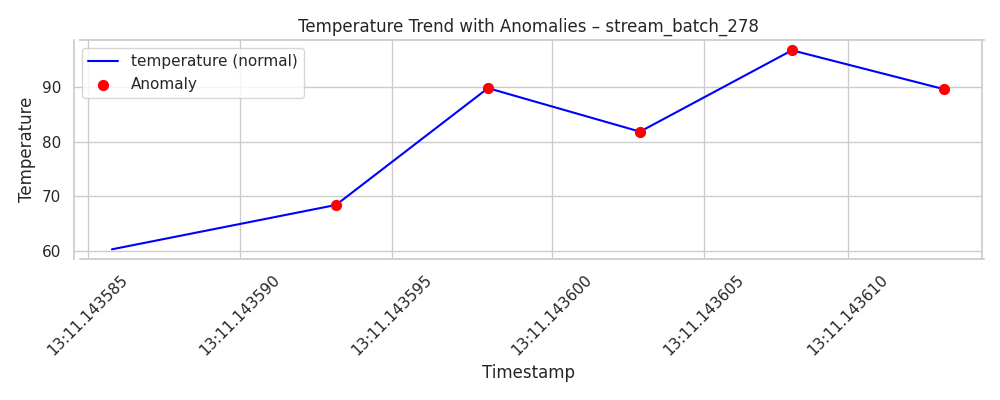 Temperature Trend with Anomalies – stream_batch_278
temperature (normal)
Anomaly
Temperature
90
80
70
60
13:11.143585
13:11.143590
13:11.143595
13:11.143600
13:11.143605
13:11.143610
Timestamp